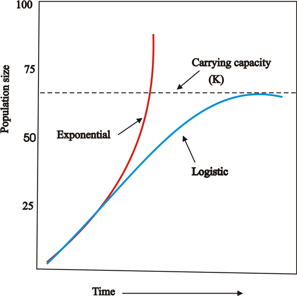 100
Population size
75
50
25
Carrying capacity
(K)
Exponential
Logistic
Time